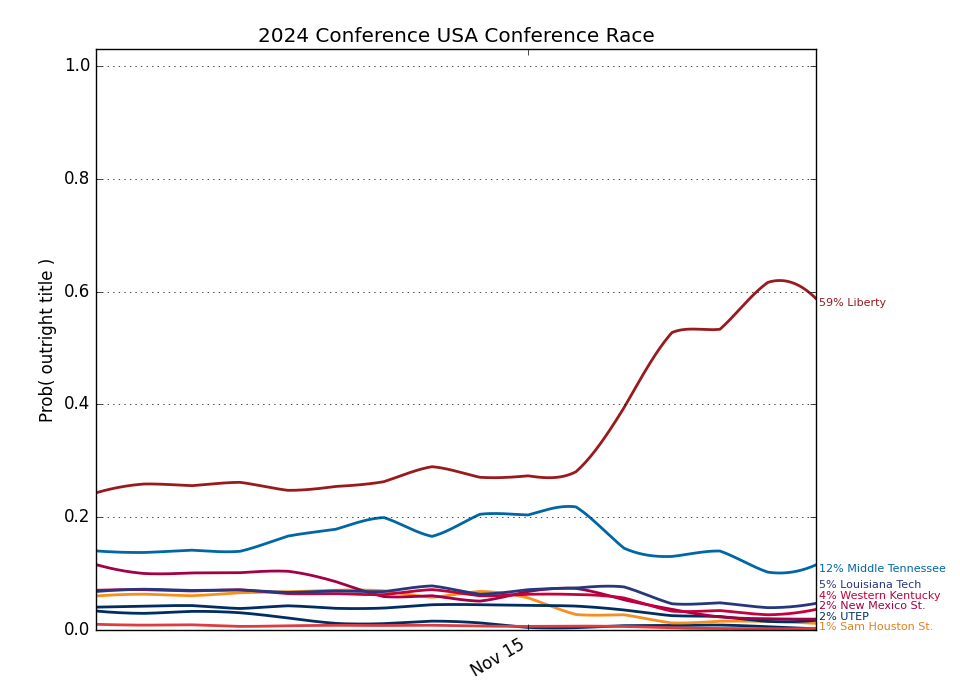 2024 Conference USA Conference Race
1.0
0.8
0.6
0.4
0.2
0.0
Prob( outright title )
Nov 15
59% Liberty
12% Middle Tennessee
5% Louisiana Tech
4% Western Kentucky
2% New Mexico St.
2% UTEP
1% Sam Houston St.